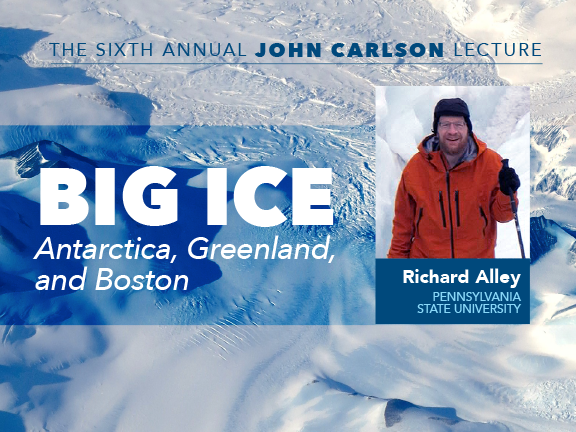 THE SIXTH ANNUAL JOHN CARLSON LECTURE
BIG ICE
Antarctica, Greenland,
and Boston
Richard Alley
PENNSYLVANIA
STATE UNIVERSITY